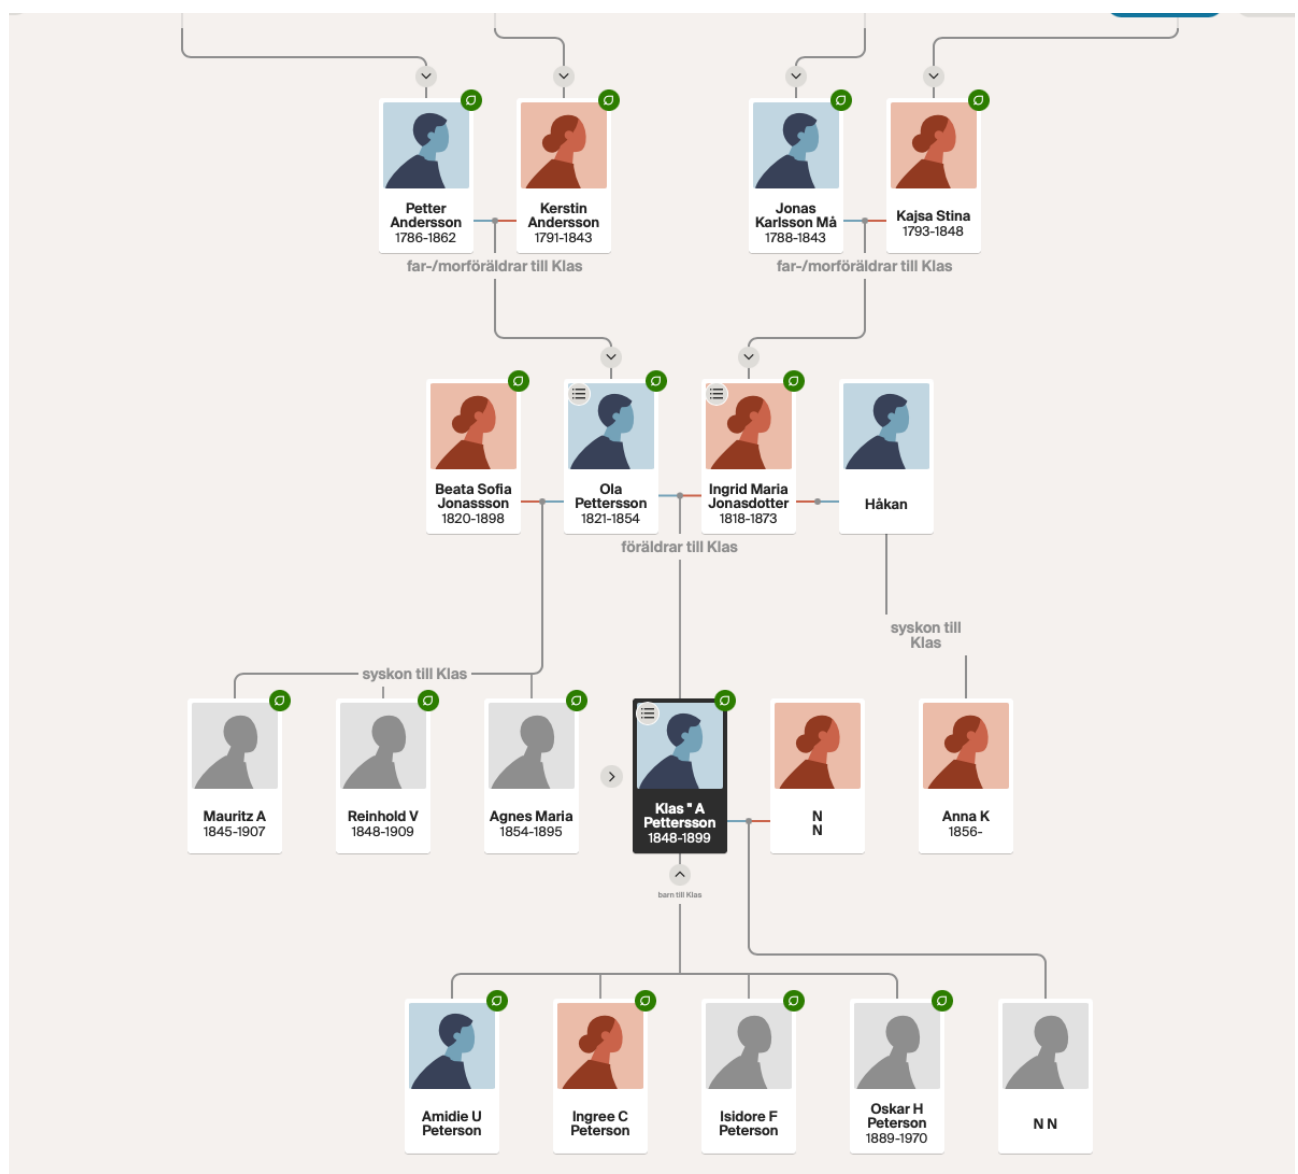 Petter
Andersson
1786-1862
Kerstin
Andersson
1791-1843
Jonas
Karlsson Må
1788-1843
Kajsa Stina
1793-1848
far-/morföräldrar till Klas
far-/morföräldrar till Klas
Beata Sofia
Jonassson
1820-1898
Ola
Pettersson
1821-1854
Ingrid Maria
Jonasdotter
1818-1873
Håkan
föräldrar till Klas
syskon till
Klas
syskon till Klas
Mauritz A
1845-1907
Reinhold V
1848-1909
Agnes Maria
1854-1895
Klas " A
Pettersson
1848-1899
N
N
Anna K
1856-
barn till Klas
Amidie U
Peterson
Ingree C
Peterson
Isidore F
Peterson
Oskar H
Peterson
1889-1970
N N